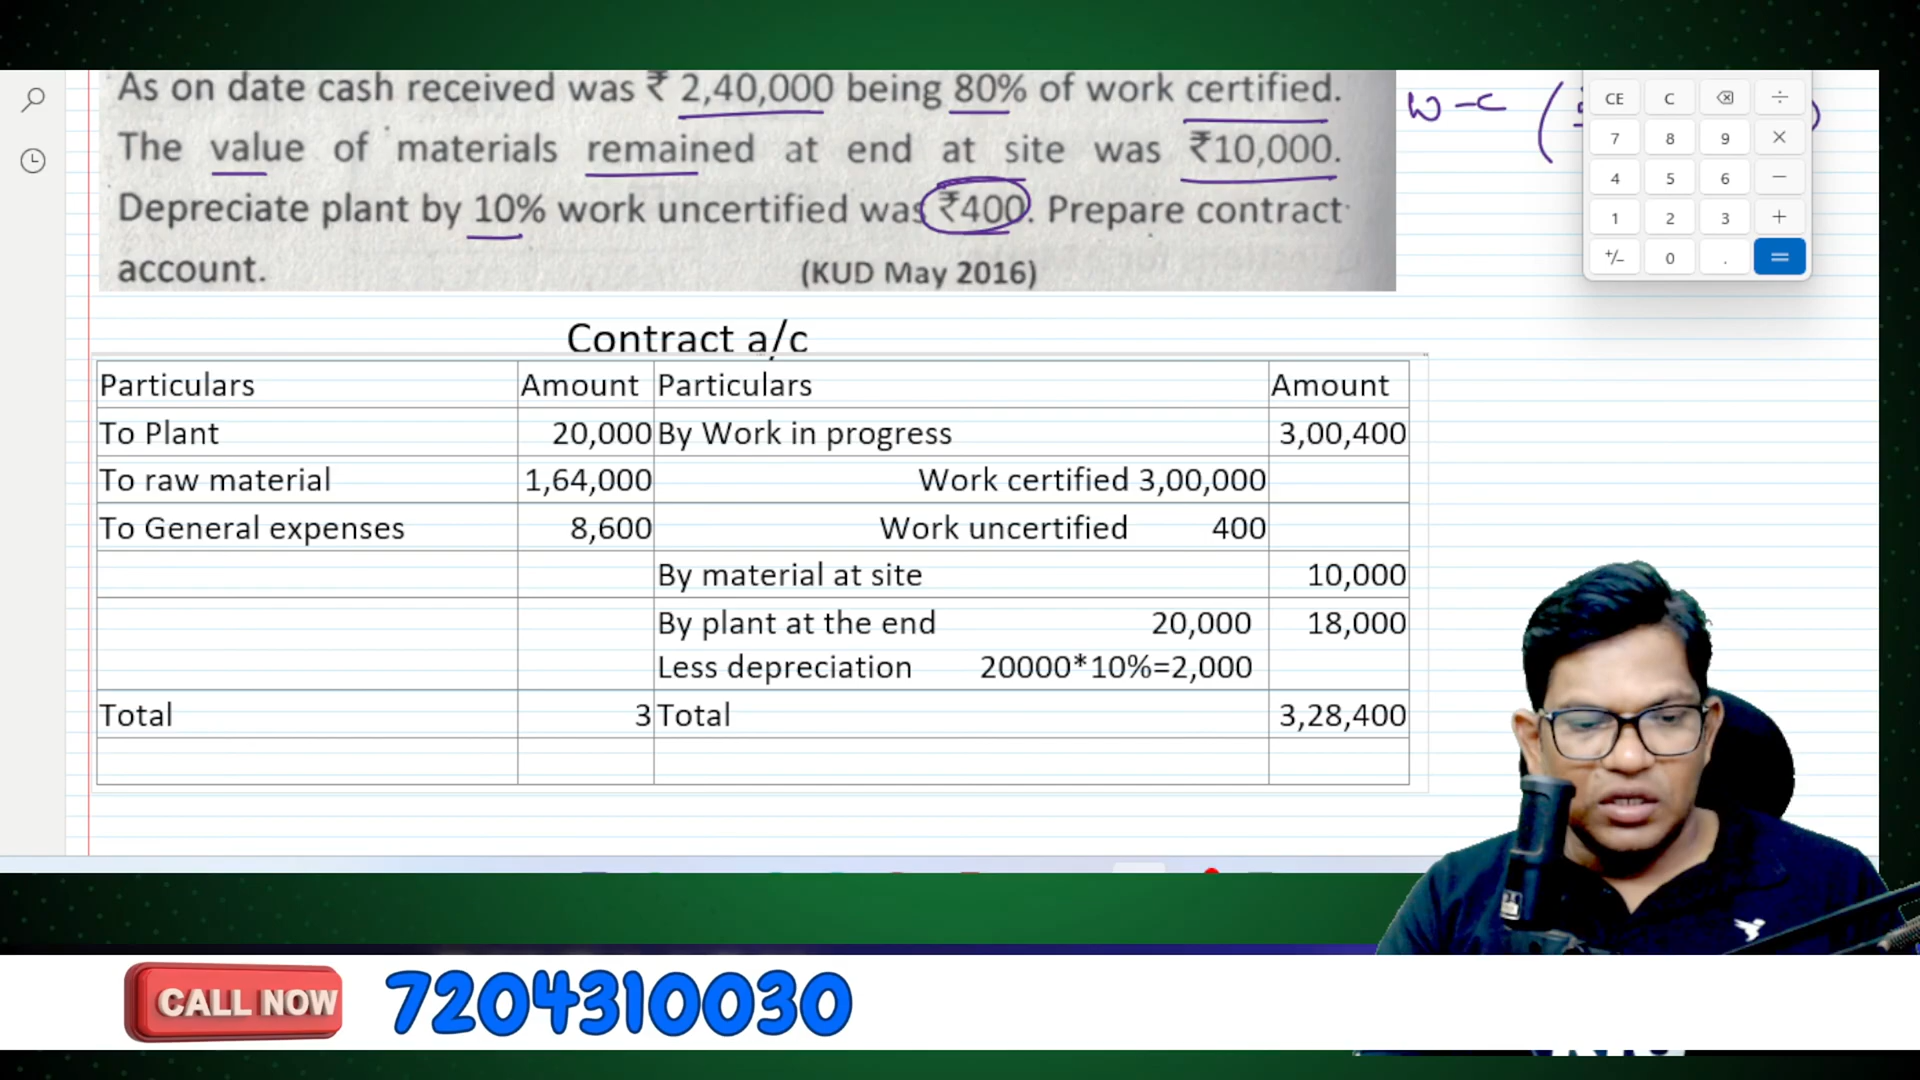 As on date cash received was ₹ 2,40,000 being 80% of work certified.
The value of materials remained at end at site was ₹10,000.
Depreciate plant by 10% work uncertified was ₹400. Prepare contract
account. (KUD May 2016)
W-C (
CE C ÷
7 8 9 ×
4 5 6 −
1 2 3 +
+/− 0 . =
Contract a/c
Particulars Amount Particulars Amount
To Plant 20,000 By Work in progress 3,00,400
To raw material 1,64,000 Work certified 3,00,000
To General expenses 8,600 Work uncertified 400
By material at site 10,000
By plant at the end 20,000 18,000
Less depreciation 20000*10%=2,000
Total 3 Total 3,28,400
CALL NOW 7204310030